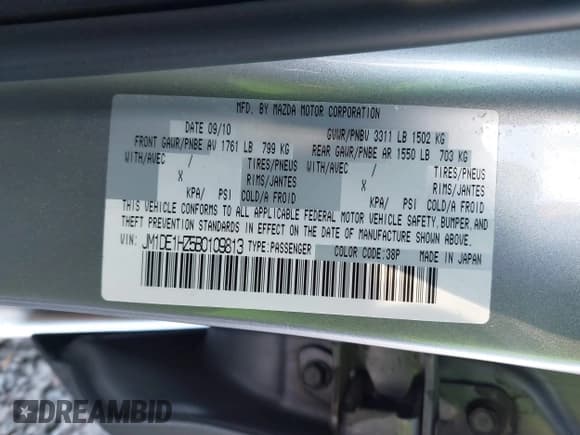 MFD. BY MAZDA MOTOR CORPORATION
DATE 09/10 GVWR/PNBV 3311 LB 1502 KG
FRONT GAWR/PNBE AV 1761 LB 799 KG REAR GAWR/PNBE AR 1550 LB 703 KG
WITH/AVEC / TIRES/PNEUS WITH/AVEC / TIRES/PNEUS
X RIMS/JANTES X RIMS/JANTES
KPA/ PSI COLD/A FROID KPA/ PSI COLD/A FROID
THIS VEHICLE CONFORMS TO ALL APPLICABLE FEDERAL MOTOR VEHICLE SAFETY, BUMPER, AND
THEFT PREVENTION STANDARDS IN EFFECT ON THE DATE OF MANUFACTURE SHOWN ABOVE.
VIN: JM1DE1HZ5B0109813 TYPE:PASSENGER COLOR CODE:38P MADE IN JAPAN
DREAMBID